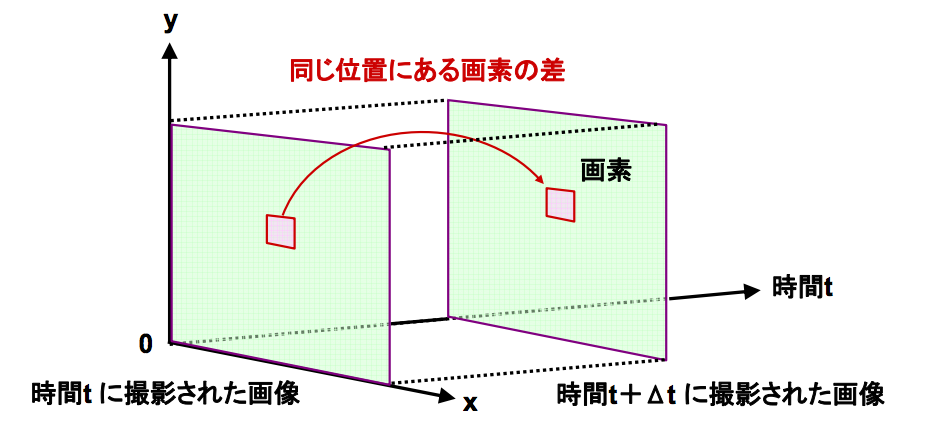 y
同じ位置にある画素の差
画素
時間t
0
時間t に撮影された画像
x
時間t＋Δt に撮影された画像